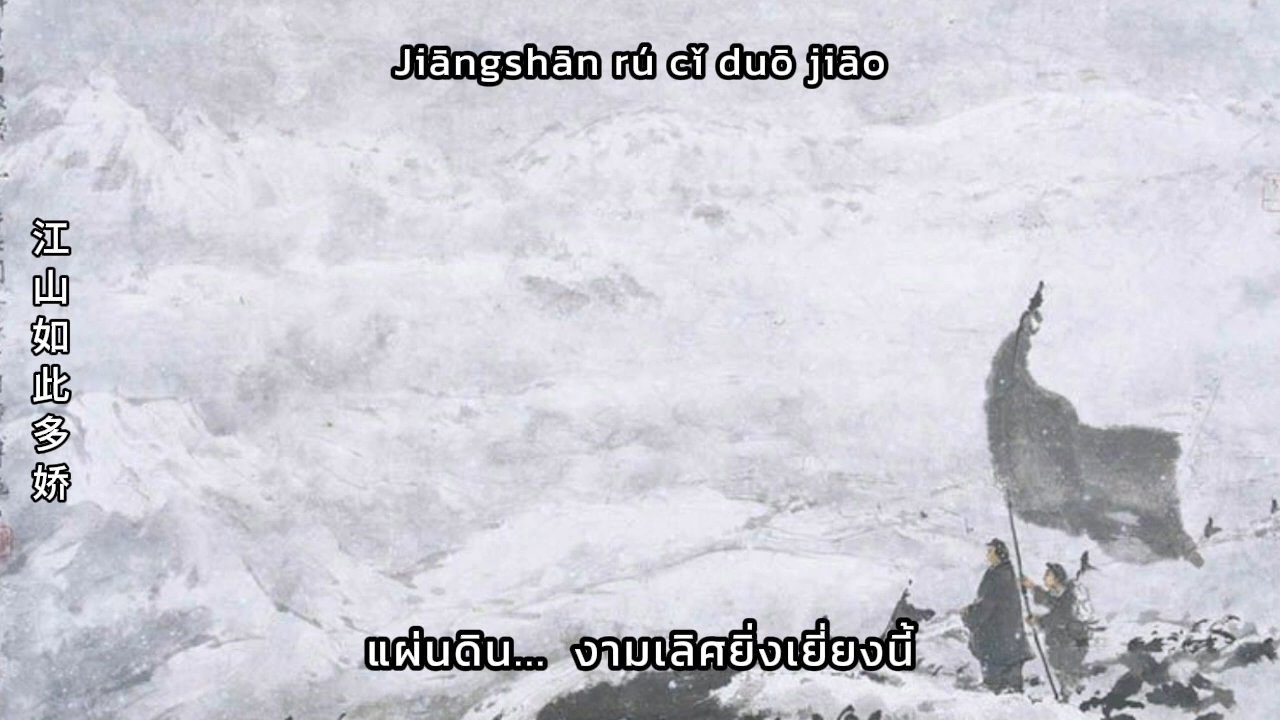 Jiāngshān rú cǐ duō jiāo
江山如此多娇
แผ่นดิน... งามเลิศยิ่งเยี่ยงนี้